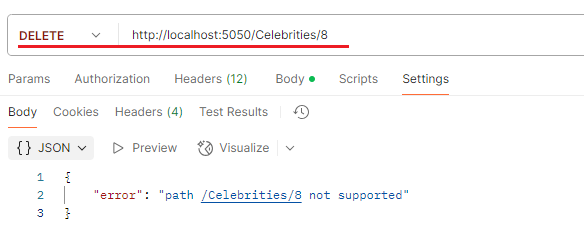 DELETE http://localhost:5050/Celebrities/8
Params Authorization Headers (12) Body Scripts Settings
Body Cookies Headers (4) Test Results
{} JSON Preview Visualize
1 {
2 "error": "path /Celebrities/8 not supported"
3 }